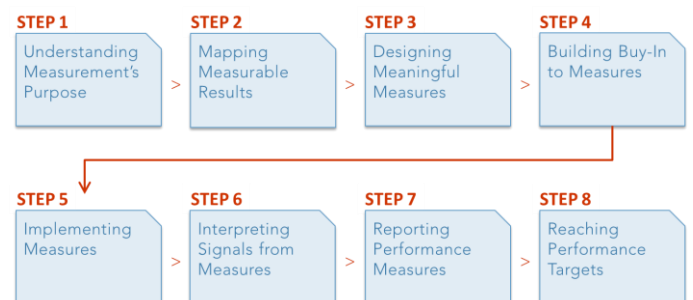 STEP 1
Understanding
Measurement's
Purpose
>
STEP 2
Mapping
Measurable
Results
>
STEP 3
Designing
Meaningful
Measures
>
STEP 4
Building Buy-In
to Measures
STEP 5
Implementing
Measures
>
STEP 6
Interpreting
Signals from
Measures
>
STEP 7
Reporting
Performance
Measures
>
STEP 8
Reaching
Performance
Targets